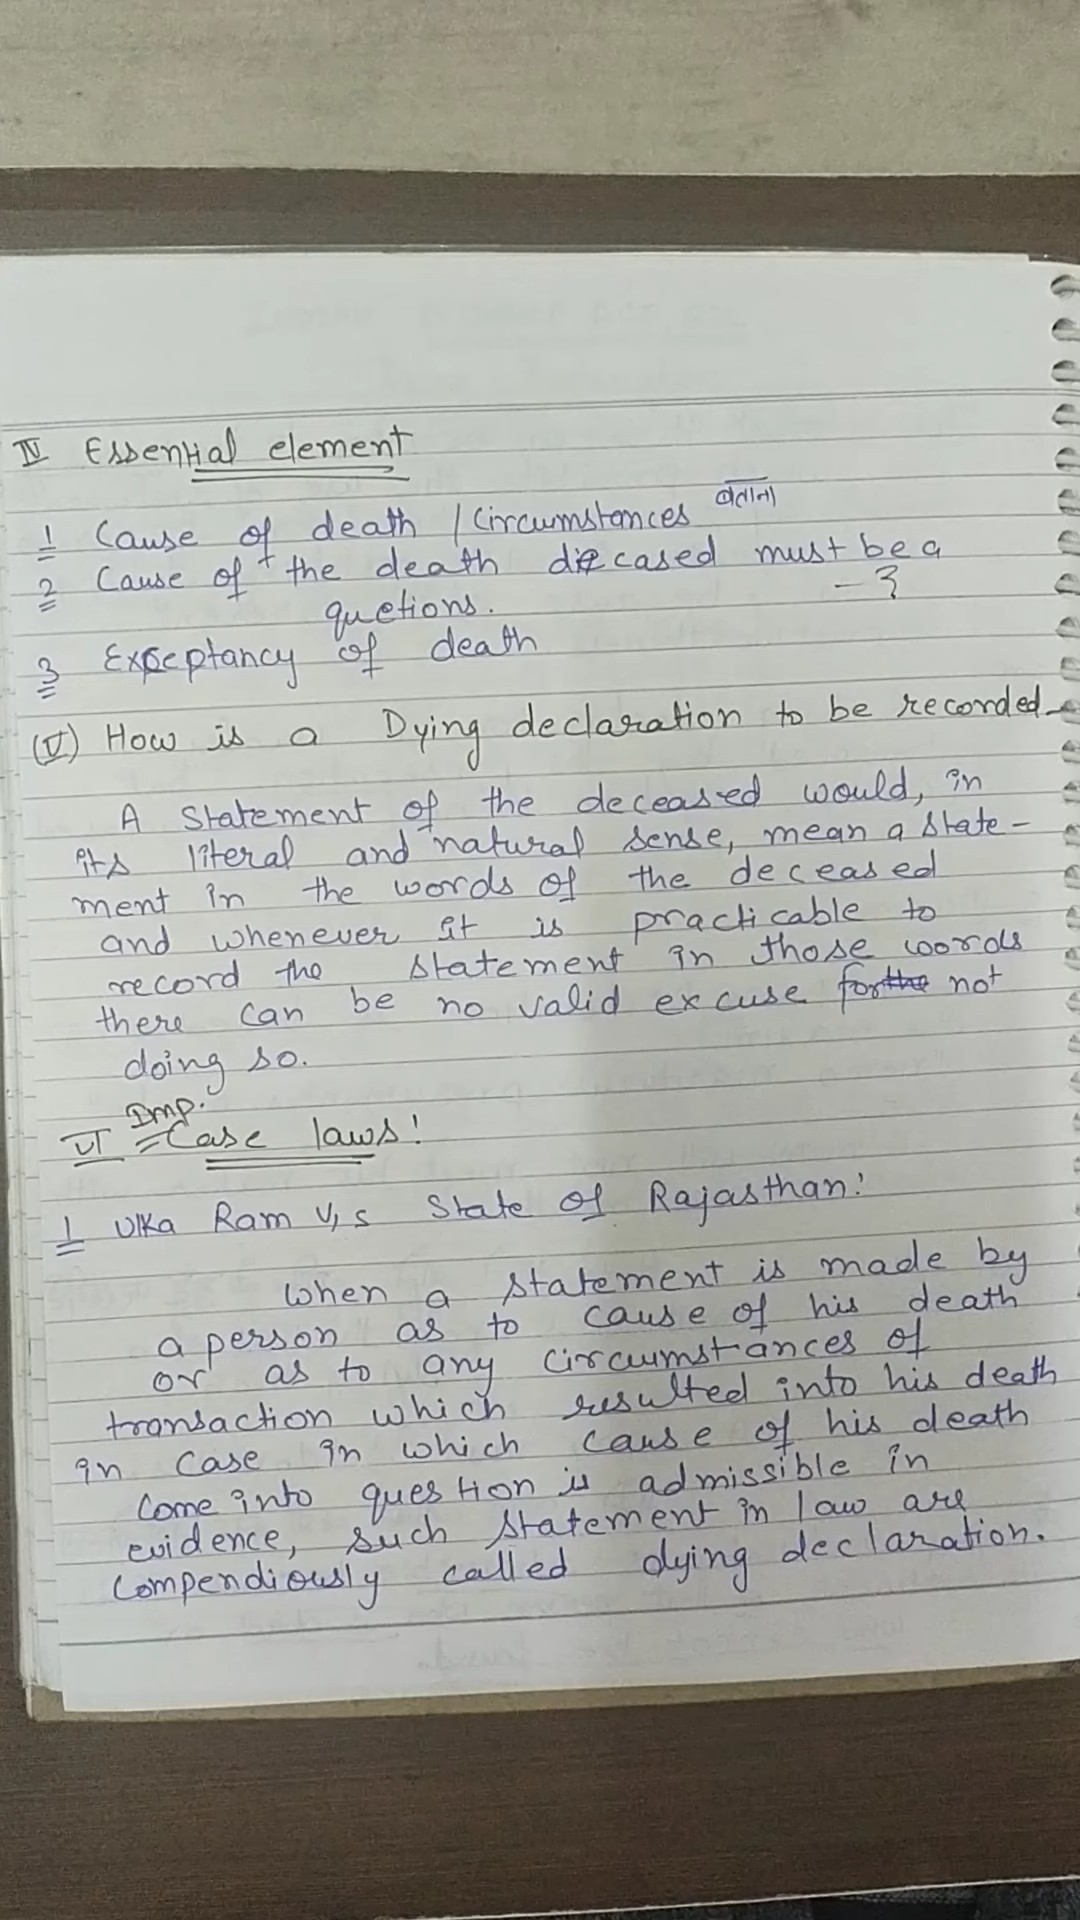 IV Essential element
1 Cause of death / Circumstances बताना
2 Cause of the death dicased must be a
quetions.
3 Expeptancy of death
(V) How is a Dying declaration to be recorded
A Statement of the deceased would, in
its literal and natural sense, mean a state-
ment in the words of the deceased
and whenever it is practicable to
record the statement in those words
there can be no valid excuse for the not
doing so.
Imp.
VI Case laws!
1 Ulka Ram V,s State of Rajasthan:
When a statement is made by
a person as to cause of his death
or as to any circumstances of
transaction which resulted into his death
in case in which cause of his death
Come into question is admissible in
evidence, such statement in law are
Compendiously called dying declaration.